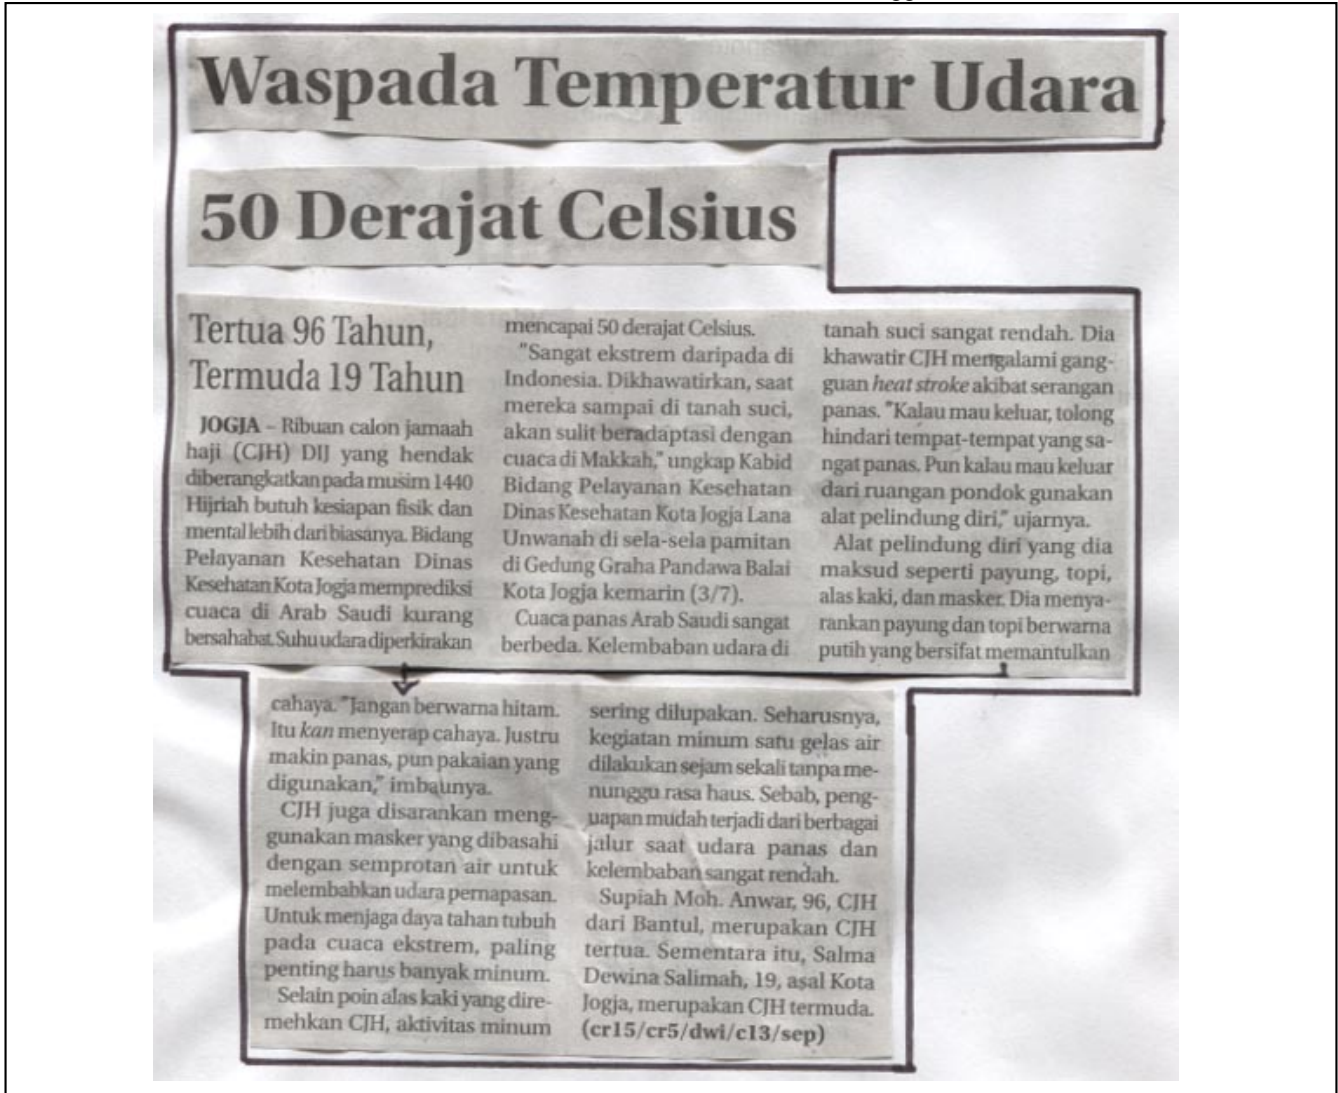 Waspada Temperatur Udara
50 Derajat Celsius
Tertua 96 Tahun,
Termuda 19 Tahun
JOGJA – Ribuan calon jamaah
haji (CJH) DIJ yang hendak
diberangkatkan pada musim 1440
Hijriah butuh kesiapan fisik dan
mental lebih dari biasanya. Bidang
Pelayanan Kesehatan Dinas
Kesehatan Kota Jogja memprediksi
cuaca di Arab Saudi kurang
bersahabat. Suhu udara diperkirakan
mencapai 50 derajat Celsius.
"Sangat ekstrem daripada di
Indonesia. Dikhawatirkan, saat
mereka sampai di tanah suci,
akan sulit beradaptasi dengan
cuaca di Makkah," ungkap Kabid
Bidang Pelayanan Kesehatan
Dinas Kesehatan Kota Jogja Lana
Unwanah di sela-sela pamitan
di Gedung Graha Pandawa Balai
Kota Jogja kemarin (3/7).
Cuaca panas Arab Saudi sangat
berbeda. Kelembaban udara di
tanah suci sangat rendah. Dia
khawatir CJH mengalami gang-
guan heat stroke akibat serangan
panas. "Kalau mau keluar, tolong
hindari tempat-tempat yang sa-
ngat panas. Pun kalau mau keluar
dari ruangan pondok gunakan
alat pelindung diri," ujarnya.
Alat pelindung diri yang dia
maksud seperti payung, topi,
alas kaki, dan masker. Dia menya-
rankan payung dan topi berwarna
putih yang bersifat memantulkan
cahaya. "Jangan berwarna hitam.
Itu kan menyerap cahaya. Justru
makin panas, pun pakaian yang
digunakan," imbaunya.
CJH juga disarankan meng-
gunakan masker yang dibasahi
dengan semprotan air untuk
melembabkan udara pernapasan.
Untuk menjaga daya tahan tubuh
pada cuaca ekstrem, paling
penting harus banyak minum.
Selain poin alas kaki yang dire-
mehkan CJH, aktivitas minum
sering dilupakan. Seharusnya,
kegiatan minum satu gelas air
dilakukan sejam sekali tanpa me-
nunggu rasa haus. Sebab, peng-
uapan mudah terjadi dari berbagai
jalur saat udara panas dan
kelembaban sangat rendah.
Supiah Moh. Anwar, 96, CJH
dari Bantul, merupakan CJH
tertua. Sementara itu, Salma
Dewina Salimah, 19, asal Kota
Jogja, merupakan CJH termuda.
(cr15/cr5/dwi/c13/sep)